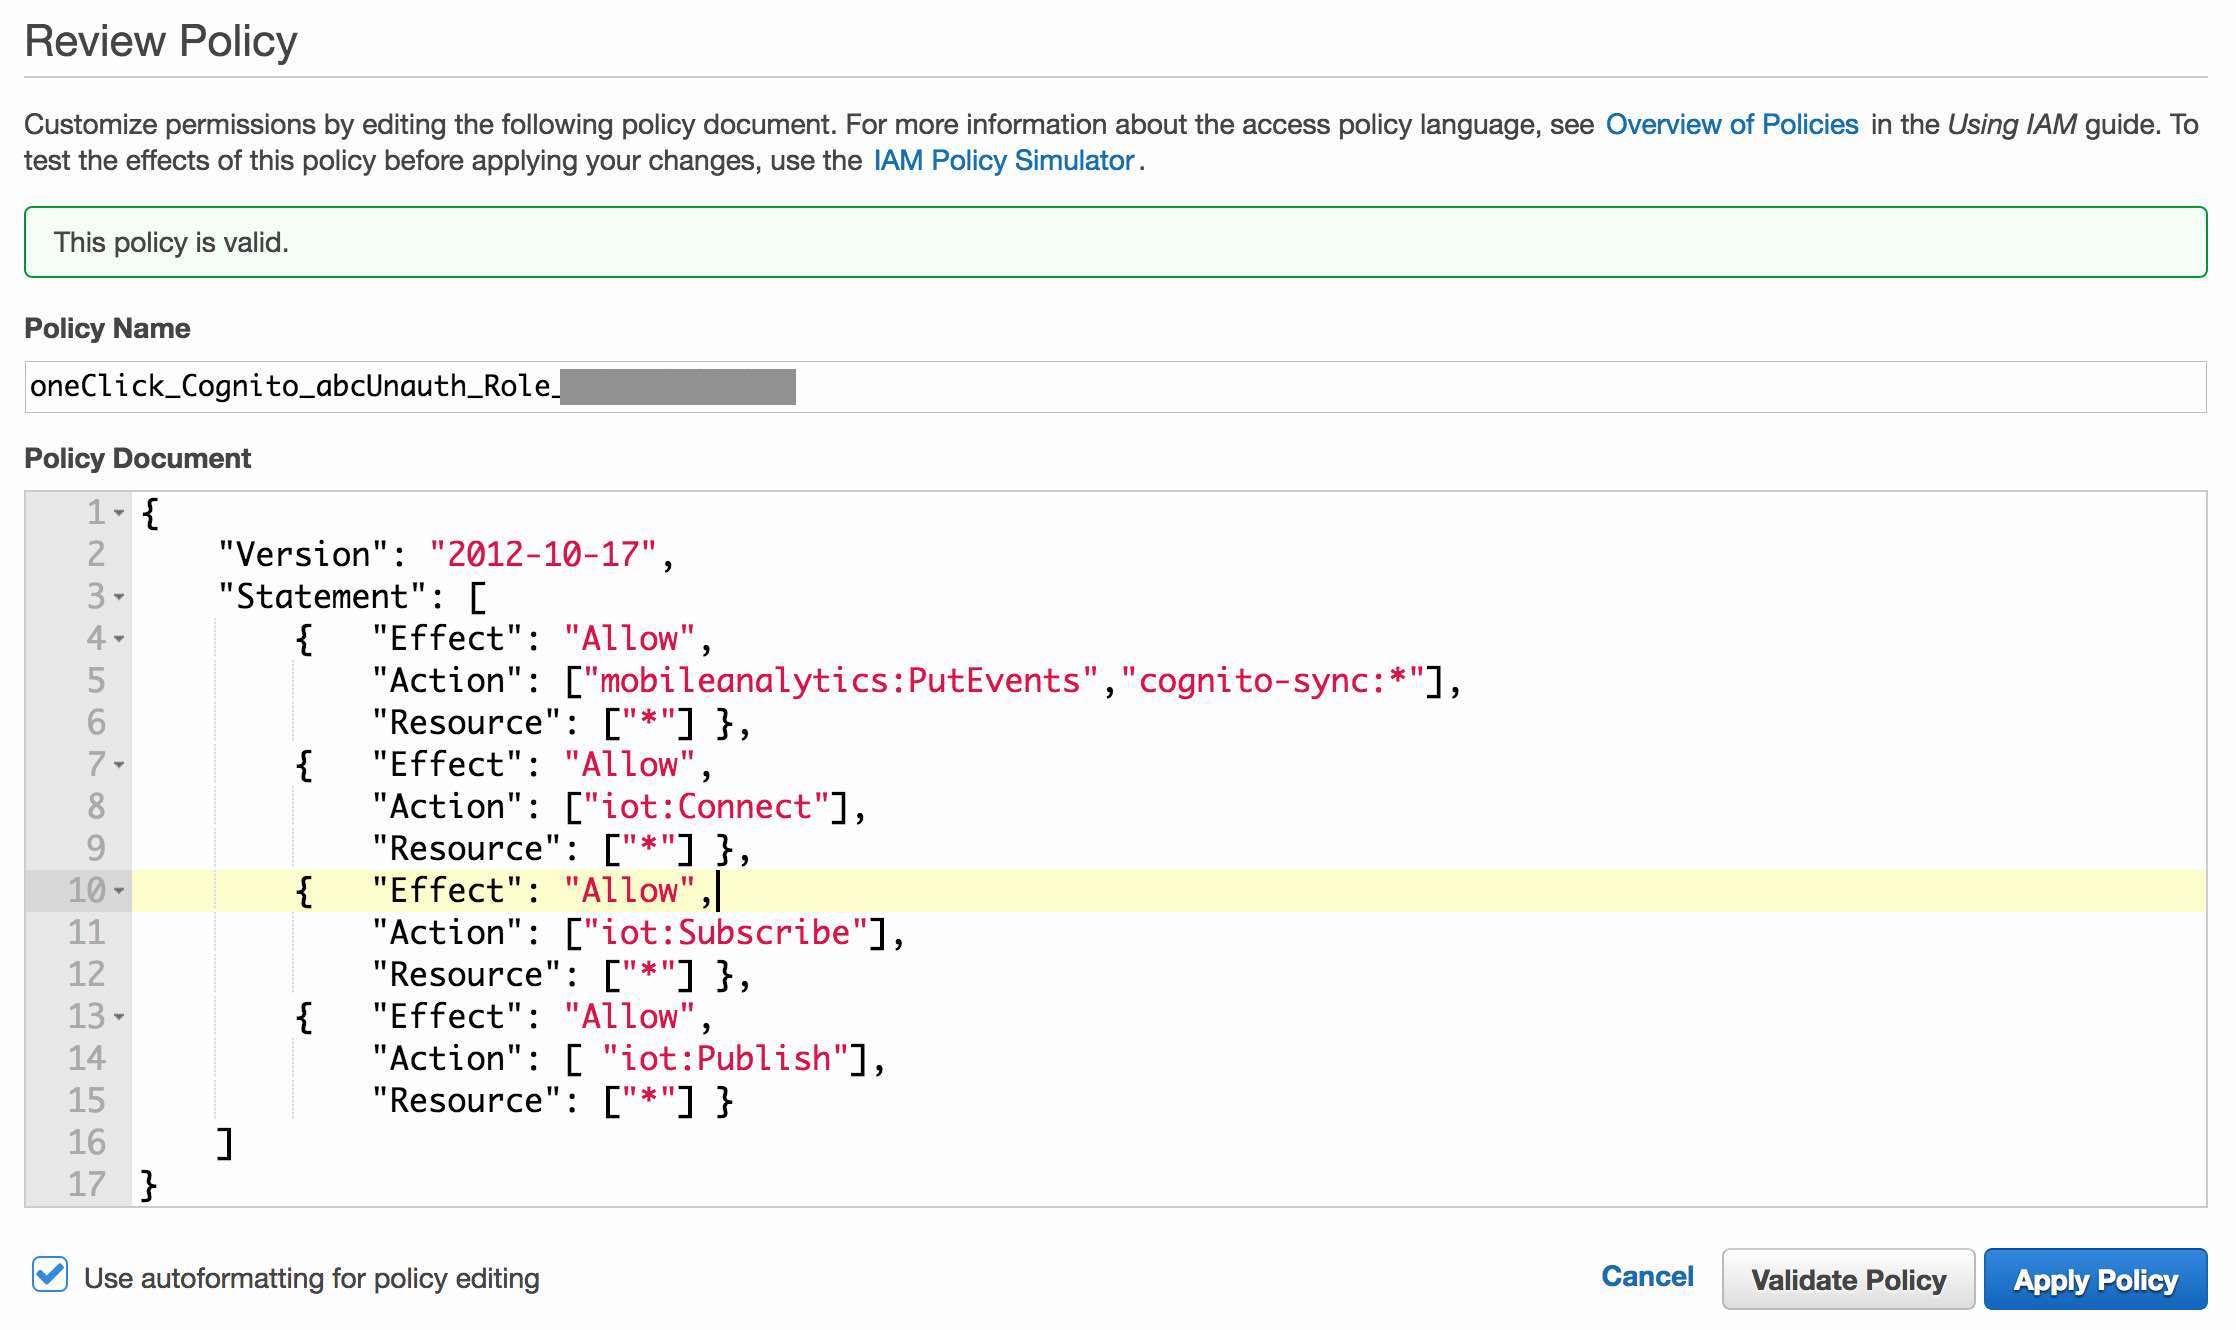 Review Policy
Customize permissions by editing the following policy document. For more information about the access policy language, see Overview of Policies in the Using IAM guide. To
test the effects of this policy before applying your changes, use the IAM Policy Simulator.
This policy is valid.
Policy Name
oneClick_Cognito_abcUnauth_Role_
Policy Document
1 {
2     "Version": "2012-10-17",
3     "Statement": [
4         {   "Effect": "Allow",
5             "Action": ["mobileanalytics:PutEvents","cognito-sync:*"],
6             "Resource": ["*"] },
7         {   "Effect": "Allow",
8             "Action": ["iot:Connect"],
9             "Resource": ["*"] },
10         {   "Effect": "Allow",
11             "Action": ["iot:Subscribe"],
12             "Resource": ["*"] },
13         {   "Effect": "Allow",
14             "Action": [ "iot:Publish"],
15             "Resource": ["*"] }
16     ]
17 }
Use autoformatting for policy editing
Cancel
Validate Policy
Apply Policy